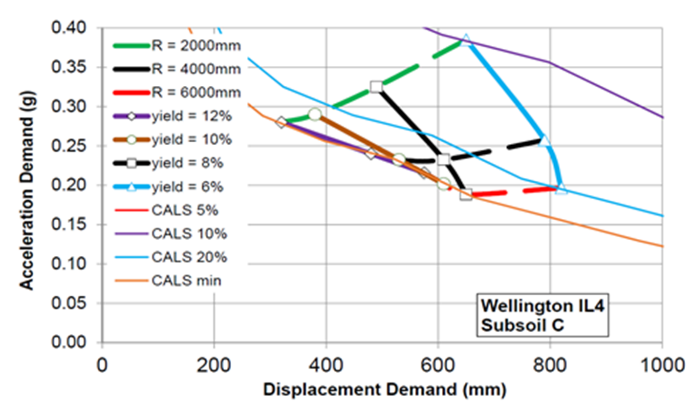 0.40
0.35
0.30
0.25
0.20
0.15
0.10
0.05
0.00
Acceleration Demand (g)
R = 2000mm
R = 4000mm
R = 6000mm
yield = 12%
yield = 10%
yield = 8%
yield = 6%
CALS 5%
CALS 10%
CALS 20%
CALS min
Wellington IL4
Subsoil C
0 200 400 600 800 1000
Displacement Demand (mm)